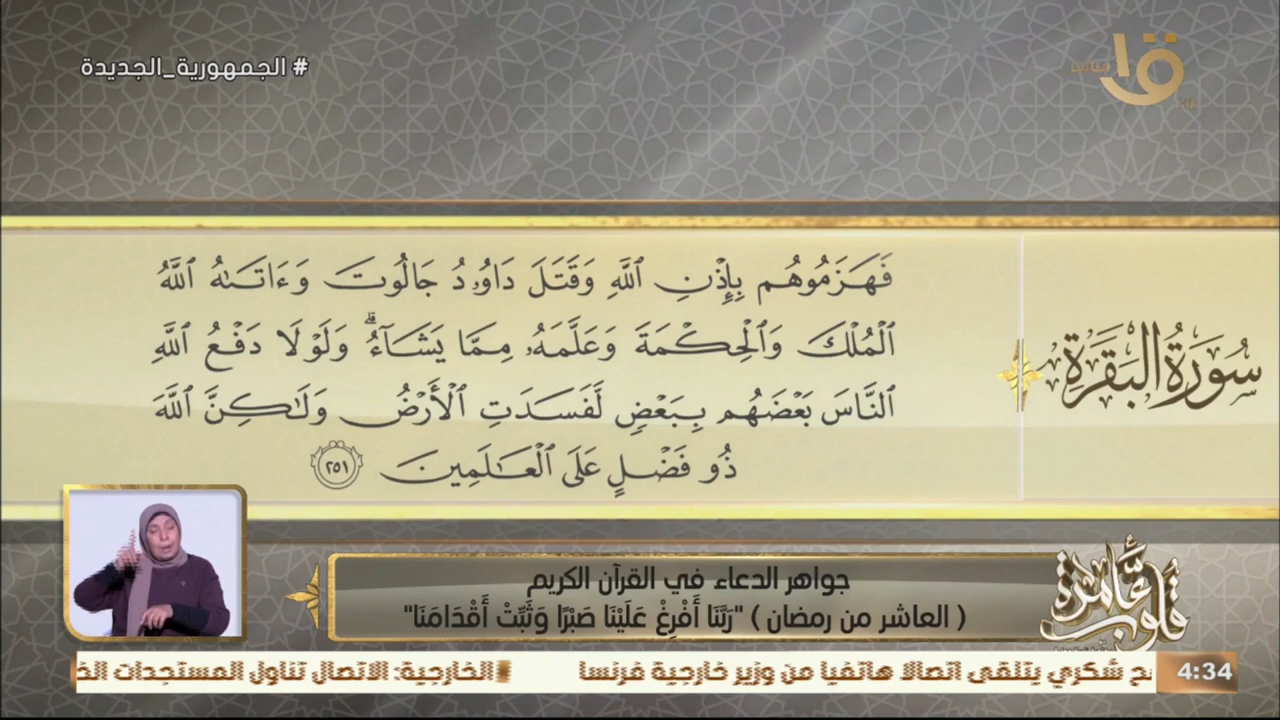 # الجمهورية_الجديدة
فَهَزَمُوهُم بِإِذْنِ ٱللَّهِ وَقَتَلَ دَاوُۥدُ جَالُوتَ وَءَاتَىٰهُ ٱللَّهُ
ٱلْمُلْكَ وَٱلْحِكْمَةَ وَعَلَّمَهُۥ مِمَّا يَشَآءُ ۗ وَلَوْلَا دَفْعُ ٱللَّهِ
ٱلنَّاسَ بَعْضَهُم بِبَعْضٍ لَّفَسَدَتِ ٱلْأَرْضُ وَلَٰكِنَّ ٱللَّهَ
ذُو فَضْلٍ عَلَى ٱلْعَٰلَمِينَ ٢٥١
سُورَةُ البَقَرَةِ
قلوب عامرة
جواهر الدعاء في القرآن الكريم
( العاشر من رمضان ) "رَبَّنَا أَفْرِغْ عَلَيْنَا صَبْرًا وَثَبِّتْ أَقْدَامَنَا"
4:34
شكري يتلقى اتصالا هاتفيا من وزير خارجية فرنسا الخارجية: الاتصال تناول المستجدات